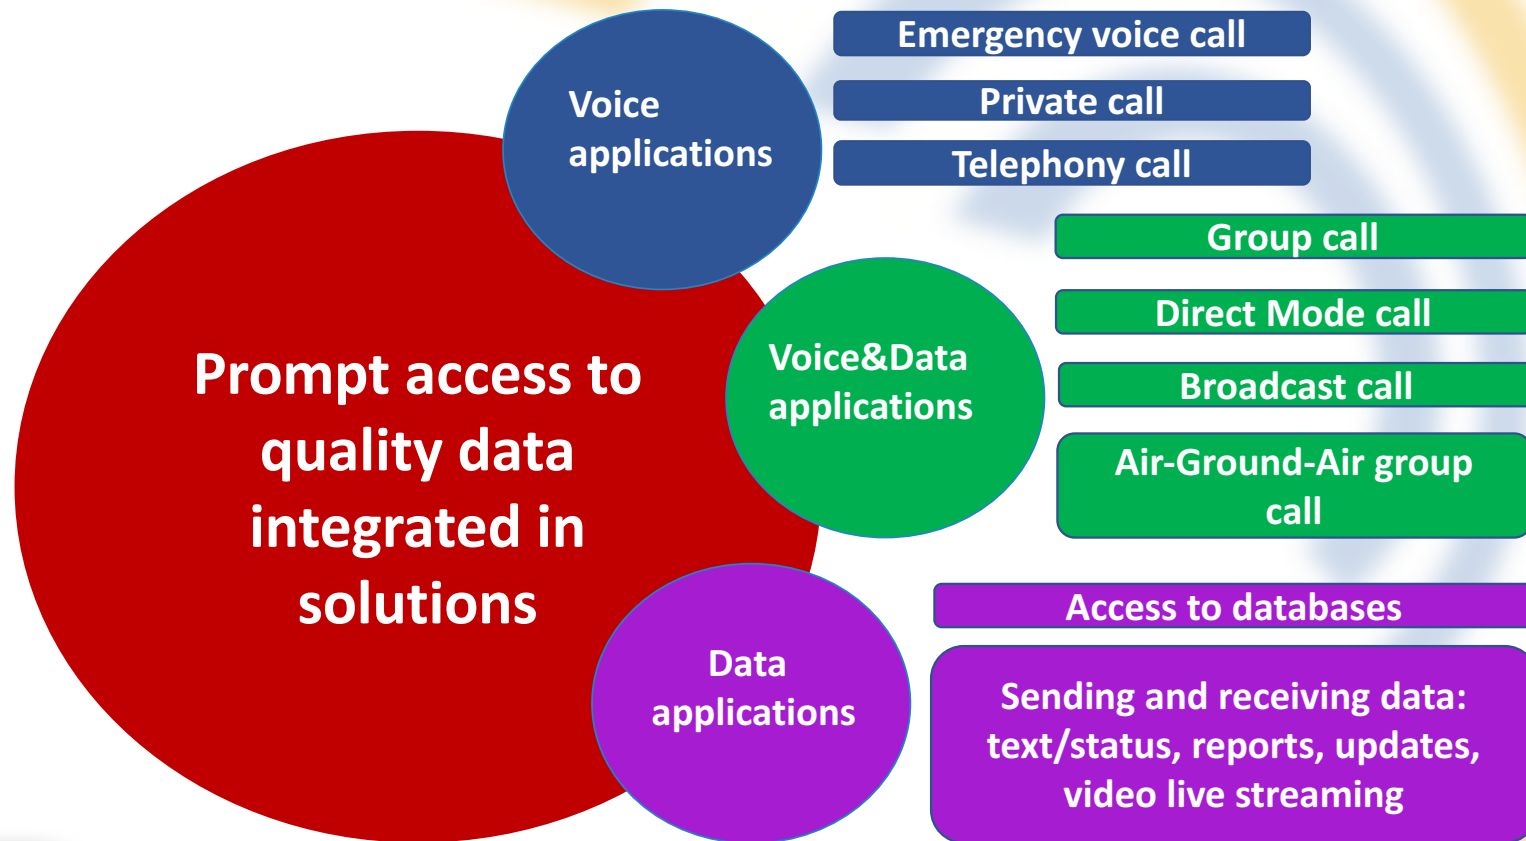 Prompt access to
quality data
integrated in
solutions
Voice
applications
Emergency voice call
Private call
Telephony call
Voice&Data
applications
Group call
Direct Mode call
Broadcast call
Air-Ground-Air group
call
Data
applications
Access to databases
Sending and receiving data:
text/status, reports, updates,
video live streaming